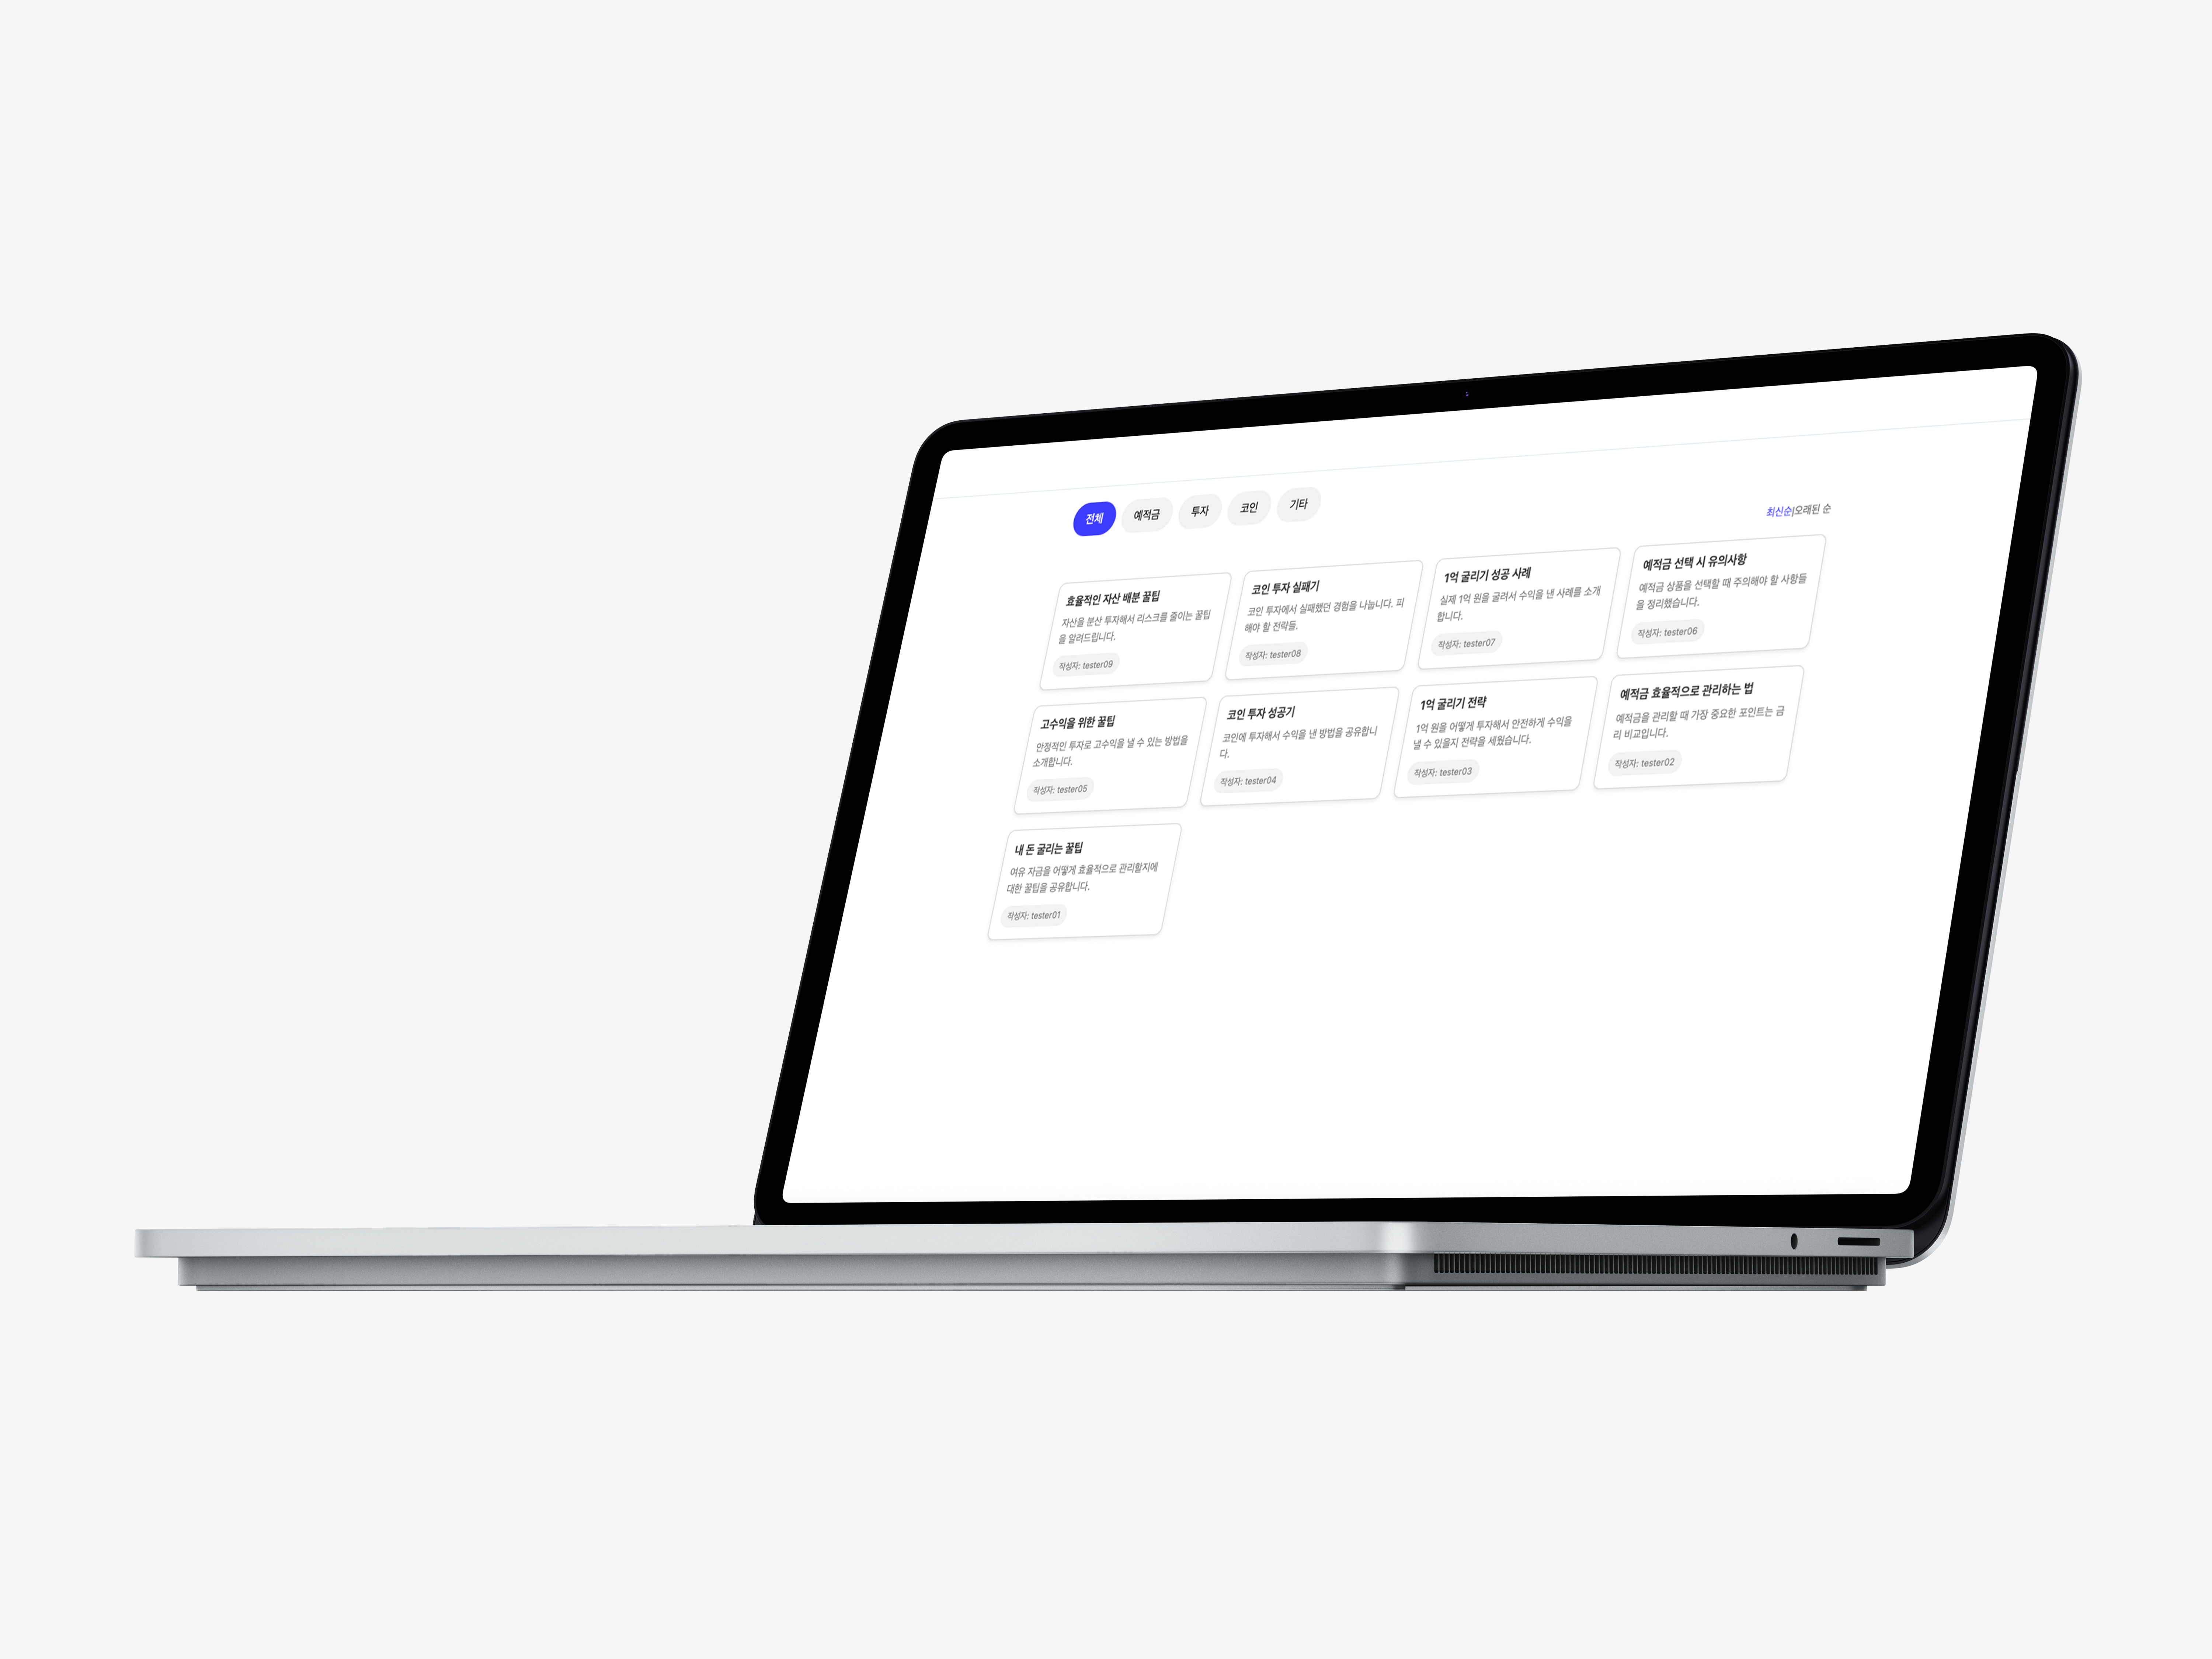 전체 예적금 투자 코인 기타
최신순|오래된 순
효율적인 자산 배분 꿀팁
자산을 분산 투자해서 리스크를 줄이는 꿀팁
을 알려드립니다.
작성자: tester09
코인 투자 실패기
코인 투자에서 실패했던 경험을 나눕니다. 피
해야 할 전략들.
작성자: tester08
1억 굴리기 성공 사례
실제 1억 원을 굴려서 수익을 낸 사례를 소개
합니다.
작성자: tester07
예적금 선택 시 유의사항
예적금 상품을 선택할 때 주의해야 할 사항들
을 정리했습니다.
작성자: tester06
고수익을 위한 꿀팁
안정적인 투자로 고수익을 낼 수 있는 방법을
소개합니다.
작성자: tester05
코인 투자 성공기
코인에 투자해서 수익을 낸 방법을 공유합니
다.
작성자: tester04
1억 굴리기 전략
1억 원을 어떻게 투자해서 안전하게 수익을
낼 수 있을지 전략을 세웠습니다.
작성자: tester03
예적금 효율적으로 관리하는 법
예적금을 관리할 때 가장 중요한 포인트는 금
리 비교입니다.
작성자: tester02
내 돈 굴리는 꿀팁
여유 자금을 어떻게 효율적으로 관리할지에
대한 꿀팁을 공유합니다.
작성자: tester01